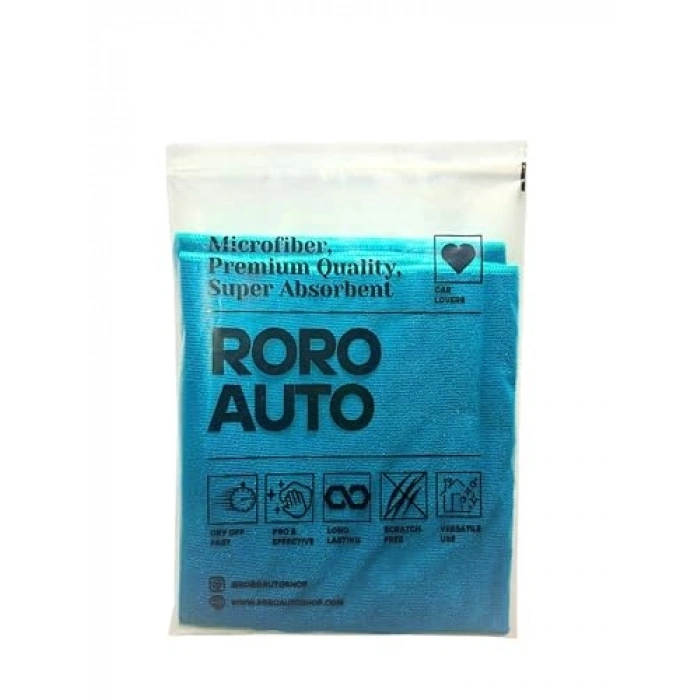 Microfiber,
Premium Quality,
Super Absorbent
CAR
LOVERS
RORO
AUTO
DRY OFF
FAST
PRO &
EFFECTIVE
LONG
LASTING
SCRATCH
FREE
VERSATILE
USE
@ROROAUTOSHOP
WWW.ROROAUTOSHOP.COM